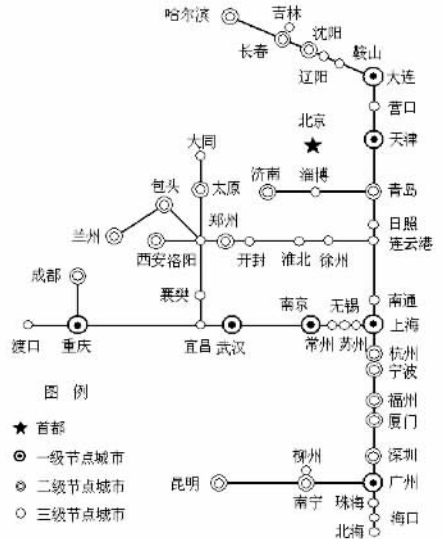 吉林
哈尔滨
沈阳
长春
鞍山
辽阳
大连
营口
北京
天津
大同
济南
淄博
包头
太原
青岛
郑州
日照
兰州
西安
洛阳
开封
淮北
徐州
连云港
成都
襄樊
南京
无锡
南通
上海
渡口
重庆
宜昌
武汉
常州
苏州
杭州
宁波
图 例
福州
首都
厦门
一级节点城市
深圳
柳州
二级节点城市
昆明
广州
南宁
珠海
三级节点城市
海口
北海